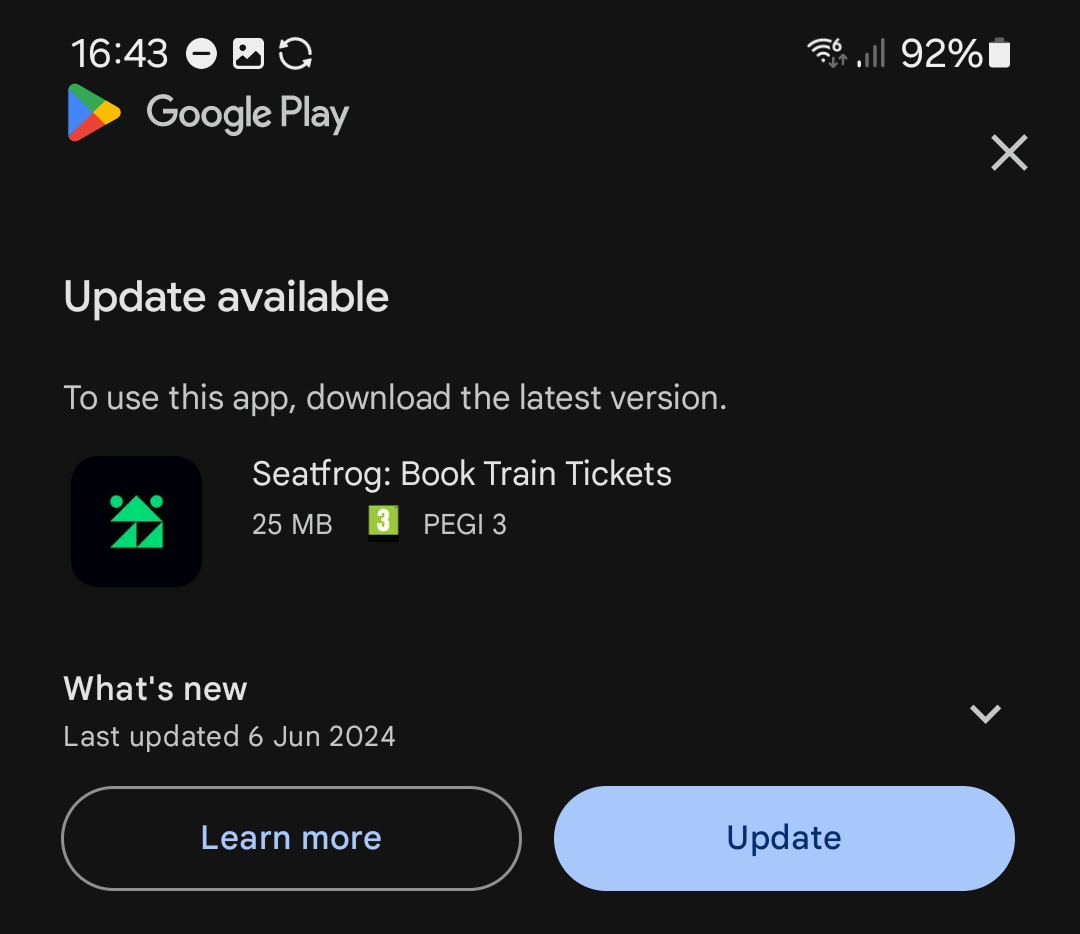 16:43
6
92%
Google Play
Update available
To use this app, download the latest version.
Seatfrog: Book Train Tickets
25 MB 3 PEGI 3
What's new
Last updated 6 Jun 2024
Learn more
Update